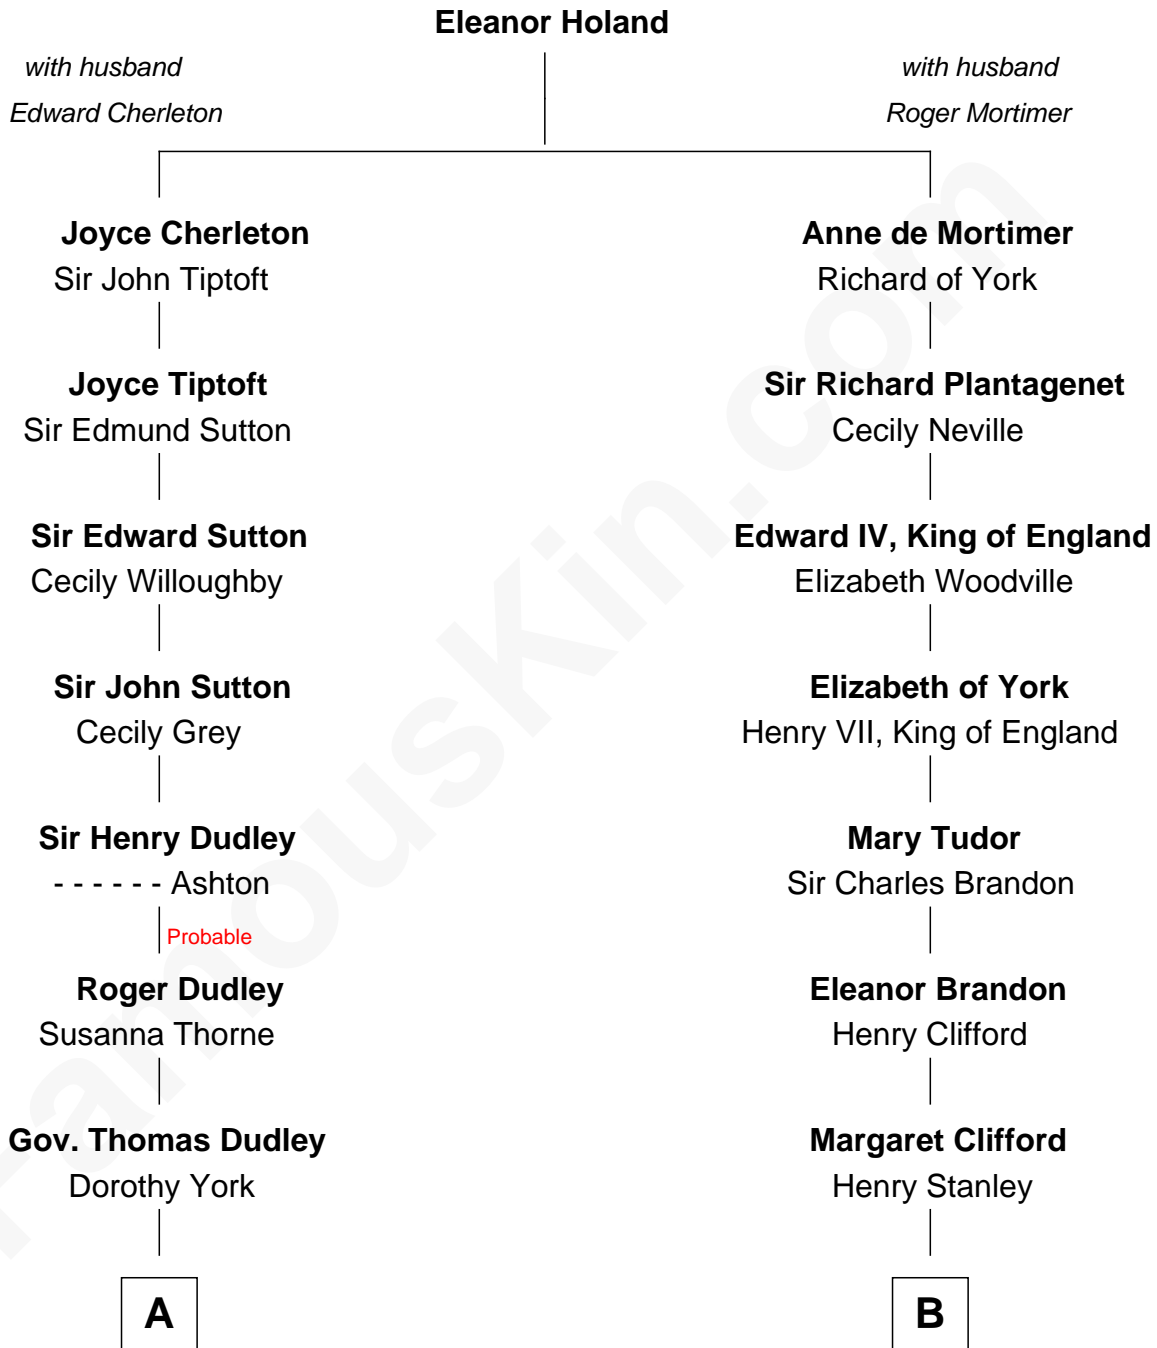 Eleanor Holand
with husband
Edward Cherleton
with husband
Roger Mortimer
Joyce Cherleton
Sir John Tiptoft
Anne de Mortimer
Richard of York
Joyce Tiptoft
Sir Edmund Sutton
Sir Richard Plantagenet
Cecily Neville
Sir Edward Sutton
Cecily Willoughby
Edward IV, King of England
Elizabeth Woodville
Sir John Sutton
Cecily Grey
Elizabeth of York
Henry VII, King of England
Sir Henry Dudley
- - - - - - Ashton
Mary Tudor
Sir Charles Brandon
Probable
Roger Dudley
Susanna Thorne
Eleanor Brandon
Henry Clifford
Gov. Thomas Dudley
Dorothy York
Margaret Clifford
Henry Stanley
A
B
FamousKin.com